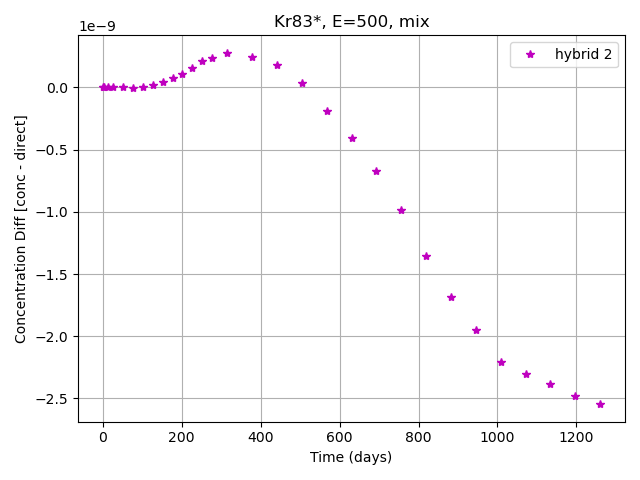 Kr83*, E=500, mix
1e−9
hybrid 2
0.0
−0.5
−1.0
−1.5
−2.0
−2.5
Concentration Diff [conc - direct]
0 200 400 600 800 1000 1200
Time (days)